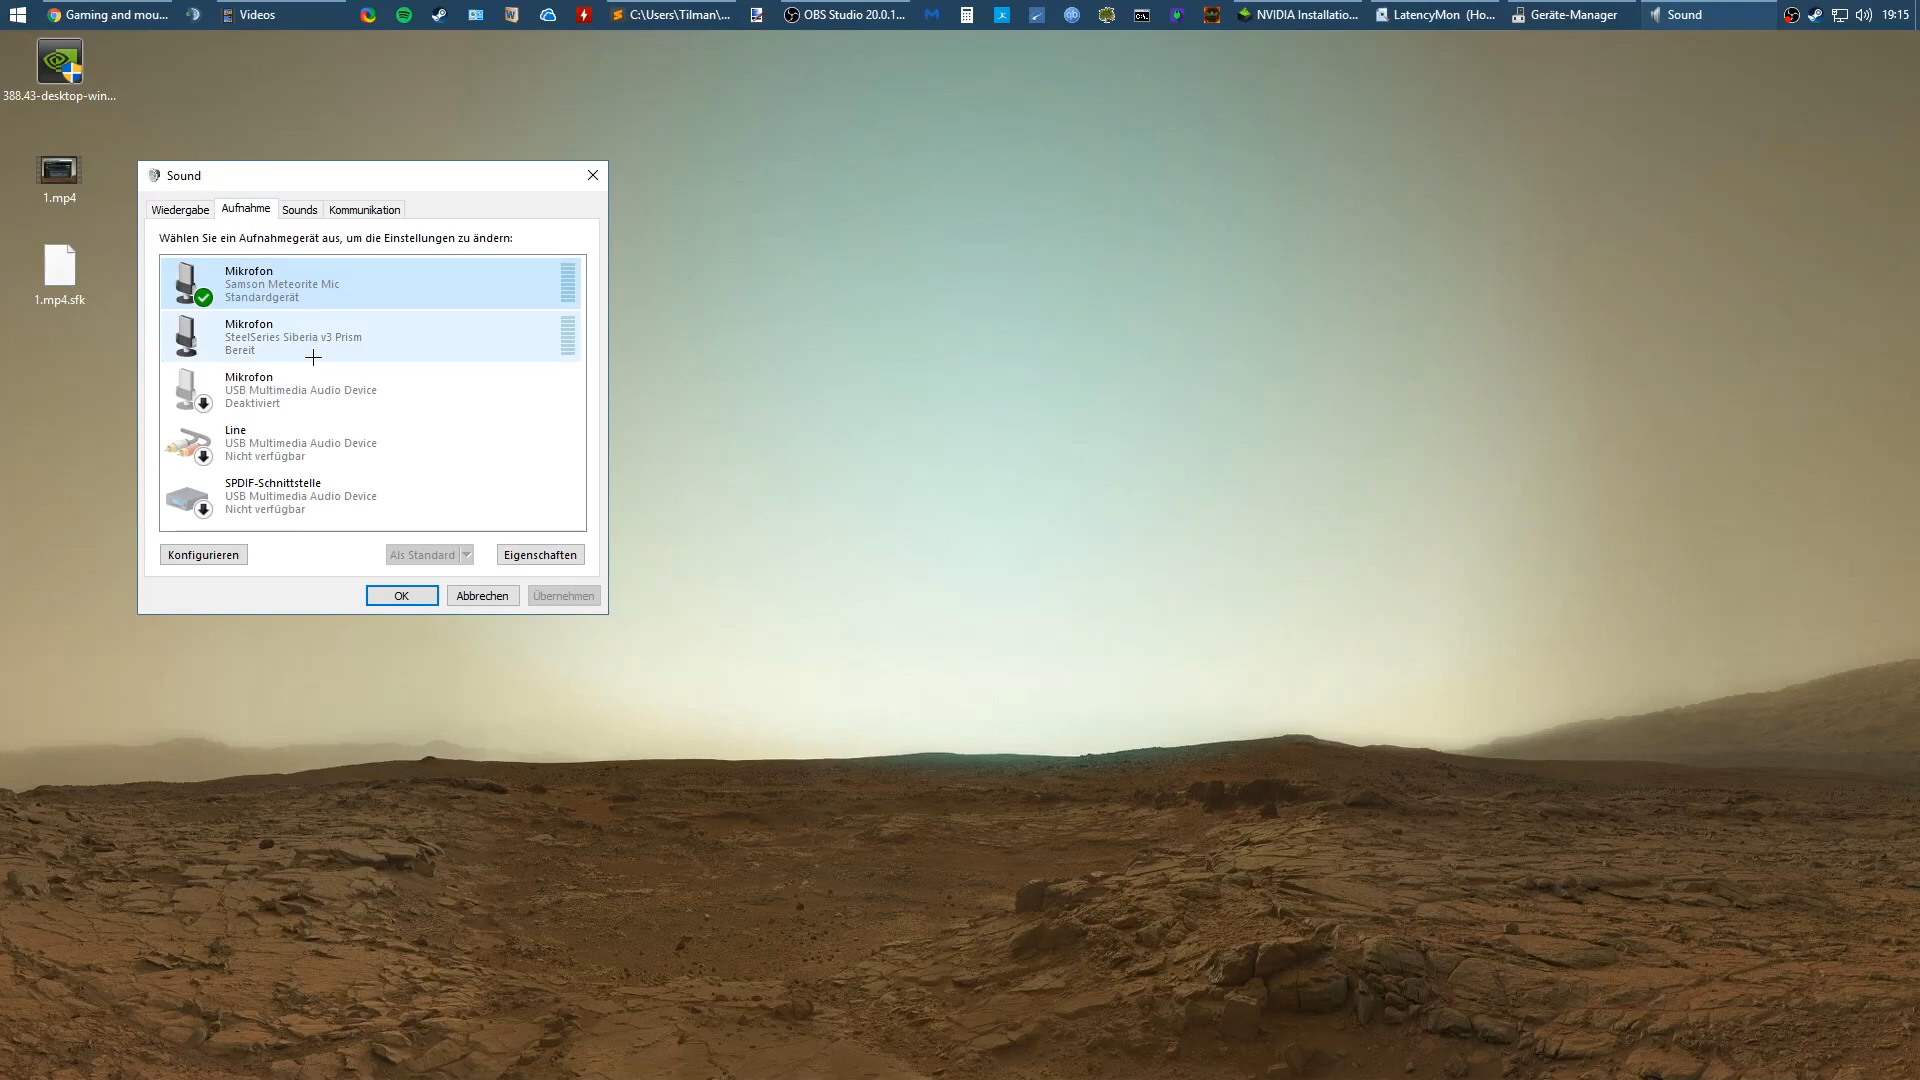 Gaming and mou...
Videos
C:\Users\Tilman\...
OBS Studio 20.0.1...
NVIDIA Installatio...
LatencyMon (Ho...
Geräte-Manager
Sound
19:15
388.43-desktop-win...
1.mp4
1.mp4.sfk
Sound
Wiedergabe
Aufnahme
Sounds
Kommunikation
Wählen Sie ein Aufnahmegerät aus, um die Einstellungen zu ändern:
Mikrofon
Samson Meteorite Mic
Standardgerät
Mikrofon
SteelSeries Siberia v3 Prism
Bereit
Mikrofon
USB Multimedia Audio Device
Deaktiviert
Line
USB Multimedia Audio Device
Nicht verfügbar
SPDIF-Schnittstelle
USB Multimedia Audio Device
Nicht verfügbar
Konfigurieren
Als Standard
Eigenschaften
OK
Abbrechen
Übernehmen